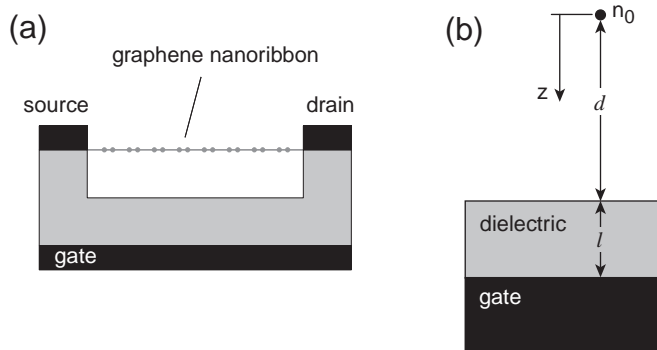 (a)
graphene nanoribbon
source
drain
gate
(b)
n0
z
d
dielectric
l
gate